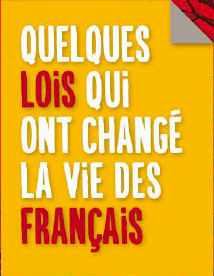 QUELQUES
LOiS QUi
ONT CHANGÉ
LA ViE DES
FRANÇAiS